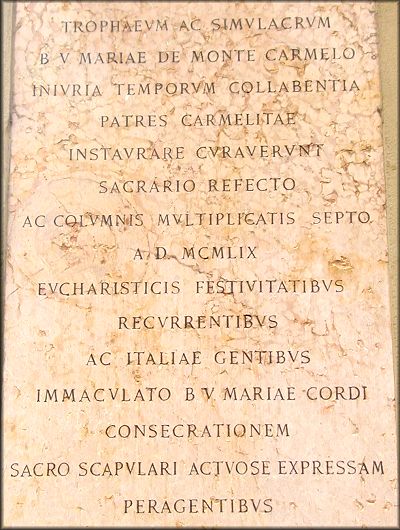 TROPHAEVM AC SIMVLACRVM
B V MARIAE DE MONTE CARMELO
INIVRIA TEMPORVM COLLABENTIA
PATRES CARMELITAE
INSTAVRARE CVRAVERVNT
SAGRARIO REFECTO
AC COLVMNIS MVLTIPLICATIS SEPTO
A. D. MCMLIX
EVCHARISTICIS FESTIVITATIBVS
RECVRRENTIBVS
AC ITALIAE GENTIBVS
IMMACVLATO B V MARIAE CORDI
CONSECRATIONEM
SACRO SCAPVLARI ACTVOSE EXPRESSAM
PERAGENTIBVS